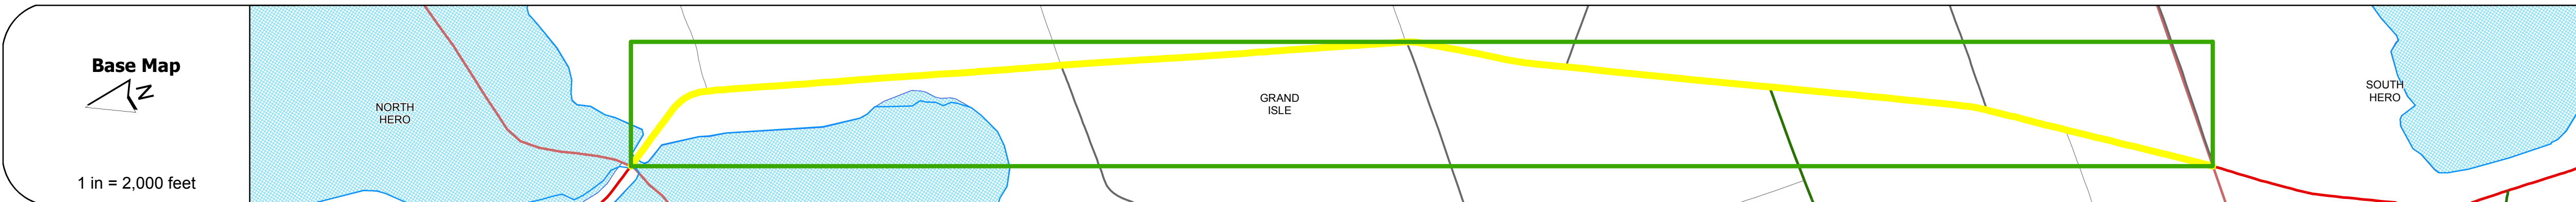 Base Map
N
1 in = 2,000 feet
NORTH
HERO
GRAND
ISLE
SOUTH
HERO